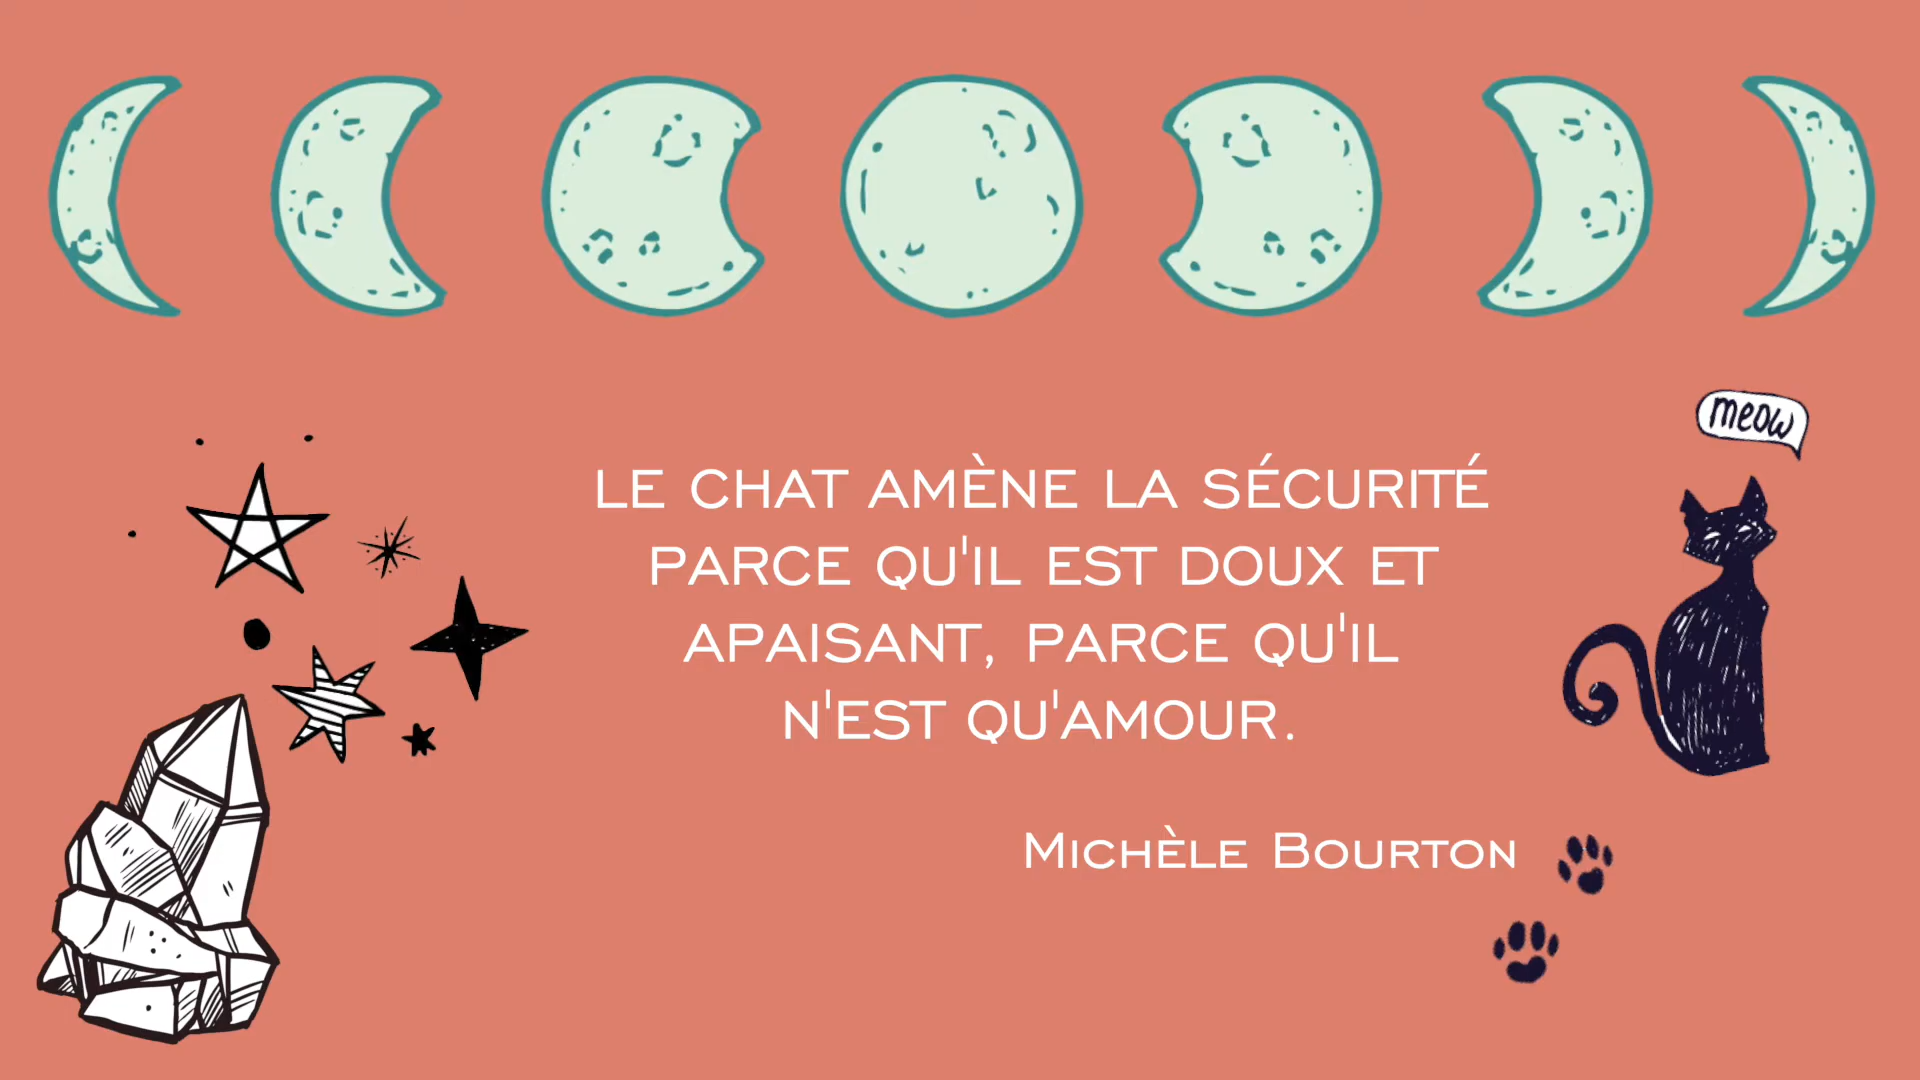 meow
LE CHAT AMÈNE LA SÉCURITÉ
PARCE QU'IL EST DOUX ET
APAISANT, PARCE QU'IL
N'EST QU'AMOUR.
MICHÈLE BOURTON